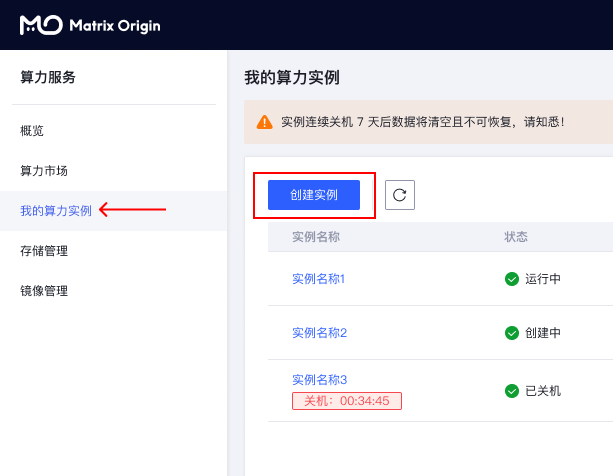 MO Matrix Origin
算力服务
概览
算力市场
我的算力实例
存储管理
镜像管理
我的算力实例
实例连续关机 7 天后数据将清空且不可恢复，请知悉！
创建实例
实例名称 状态
实例名称1 运行中
实例名称2 创建中
实例名称3 已关机
关机：00:34:45